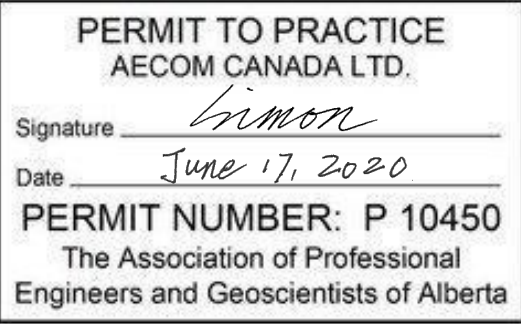 PERMIT TO PRACTICE
AECOM CANADA LTD.
Signature Simon
Date June 17, 2020
PERMIT NUMBER: P 10450
The Association of Professional
Engineers and Geoscientists of Alberta